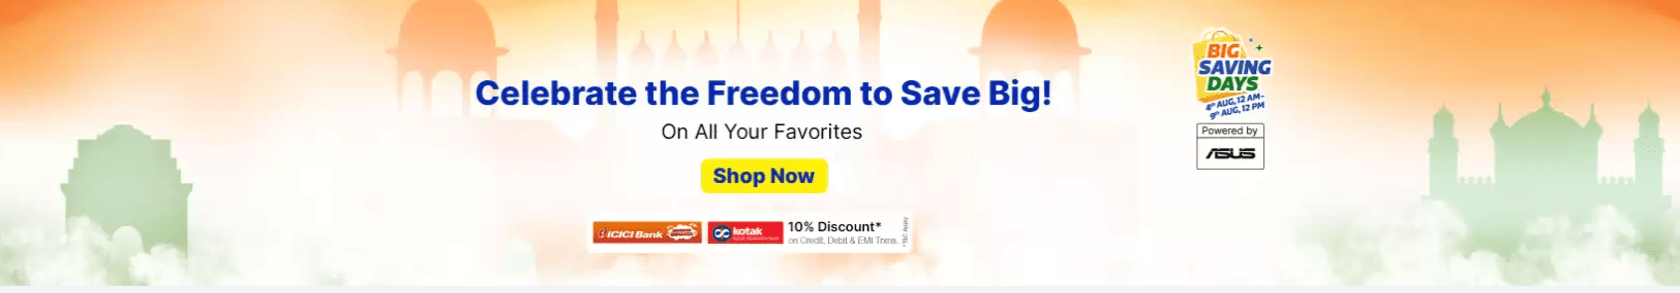 Celebrate the Freedom to Save Big!
On All Your Favorites
Shop Now
ICICI Bank
kotak
10% Discount*
on Credit, Debit & EMI Trxns.
BIG
SAVING
DAYS
4th AUG, 12 AM-
9th AUG, 12 PM
Powered by
ASUS